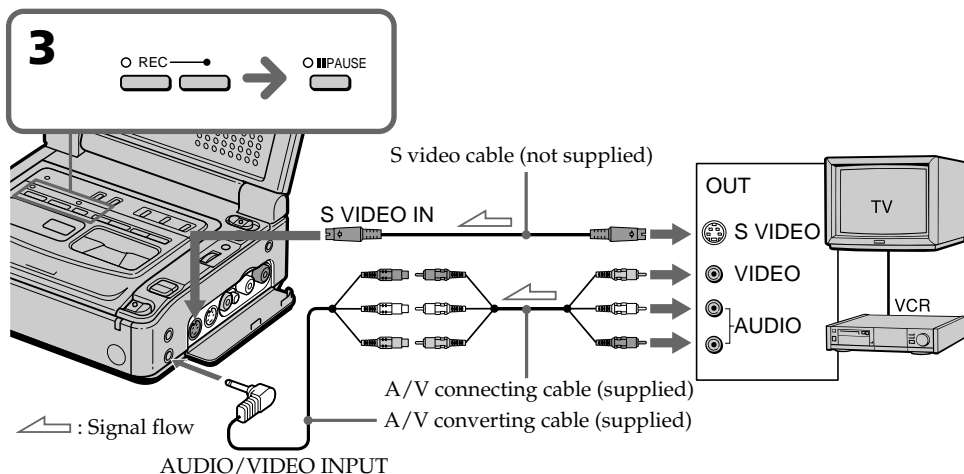 3
REC
PAUSE
S video cable (not supplied)
S VIDEO IN
OUT
S VIDEO
VIDEO
AUDIO
TV
VCR
A/V connecting cable (supplied)
A/V converting cable (supplied)
: Signal flow
AUDIO/VIDEO INPUT